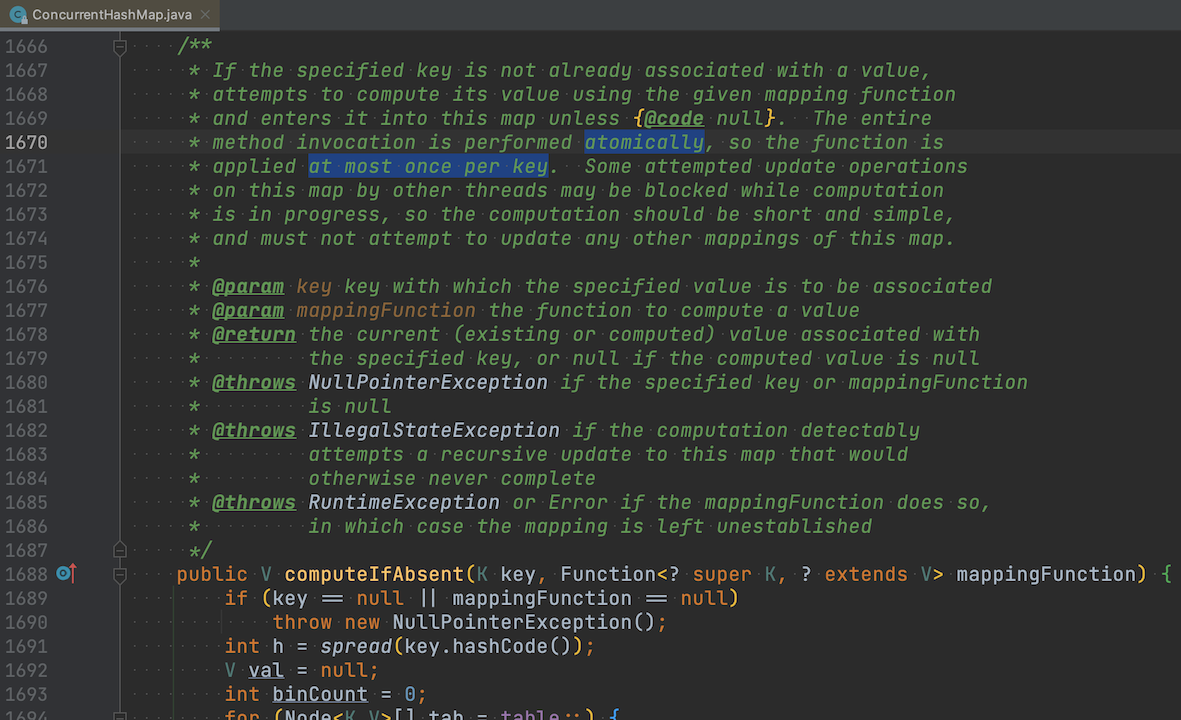 ConcurrentHashMap.java
1666 /**
1667 * If the specified key is not already associated with a value,
1668 * attempts to compute its value using the given mapping function
1669 * and enters it into this map unless {@code null}. The entire
1670 * method invocation is performed atomically, so the function is
1671 * applied at most once per key. Some attempted update operations
1672 * on this map by other threads may be blocked while computation
1673 * is in progress, so the computation should be short and simple,
1674 * and must not attempt to update any other mappings of this map.
1675 *
1676 * @param key key with which the specified value is to be associated
1677 * @param mappingFunction the function to compute a value
1678 * @return the current (existing or computed) value associated with
1679 * the specified key, or null if the computed value is null
1680 * @throws NullPointerException if the specified key or mappingFunction
1681 * is null
1682 * @throws IllegalStateException if the computation detectably
1683 * attempts a recursive update to this map that would
1684 * otherwise never complete
1685 * @throws RuntimeException or Error if the mappingFunction does so,
1686 * in which case the mapping is left unestablished
1687 */
1688 public V computeIfAbsent(K key, Function<? super K, ? extends V> mappingFunction) {
1689 if (key == null || mappingFunction == null)
1690 throw new NullPointerException();
1691 int h = spread(key.hashCode());
1692 V val = null;
1693 int binCount = 0;
1694 for (Node<K,V>[] tab = table;;) {